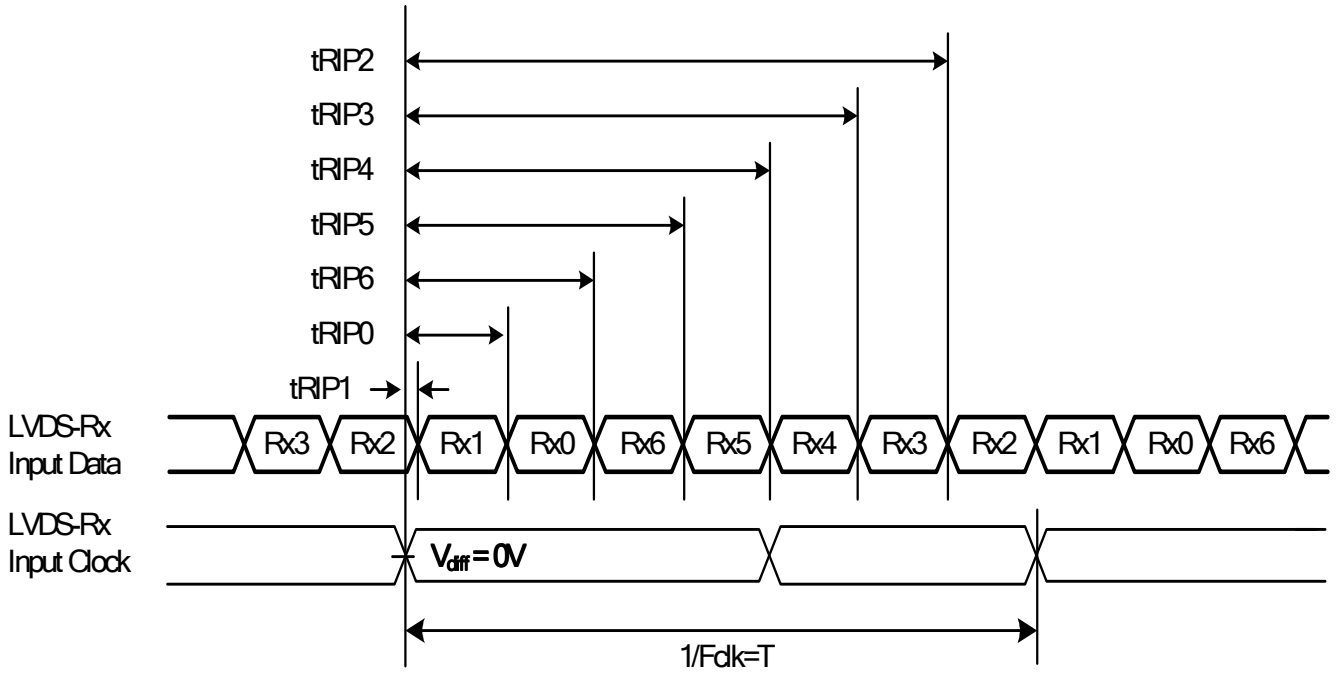 tRIP2
tRIP3
tRIP4
tRIP5
tRIP6
tRIP0
tRIP1
LVDS-Rx
Input Data
Rx3 Rx2 Rx1 Rx0 Rx6 Rx5 Rx4 Rx3 Rx2 Rx1 Rx0 Rx6
LVDS-Rx
Input Clock
Vdiff = 0V
1/Fclk=T